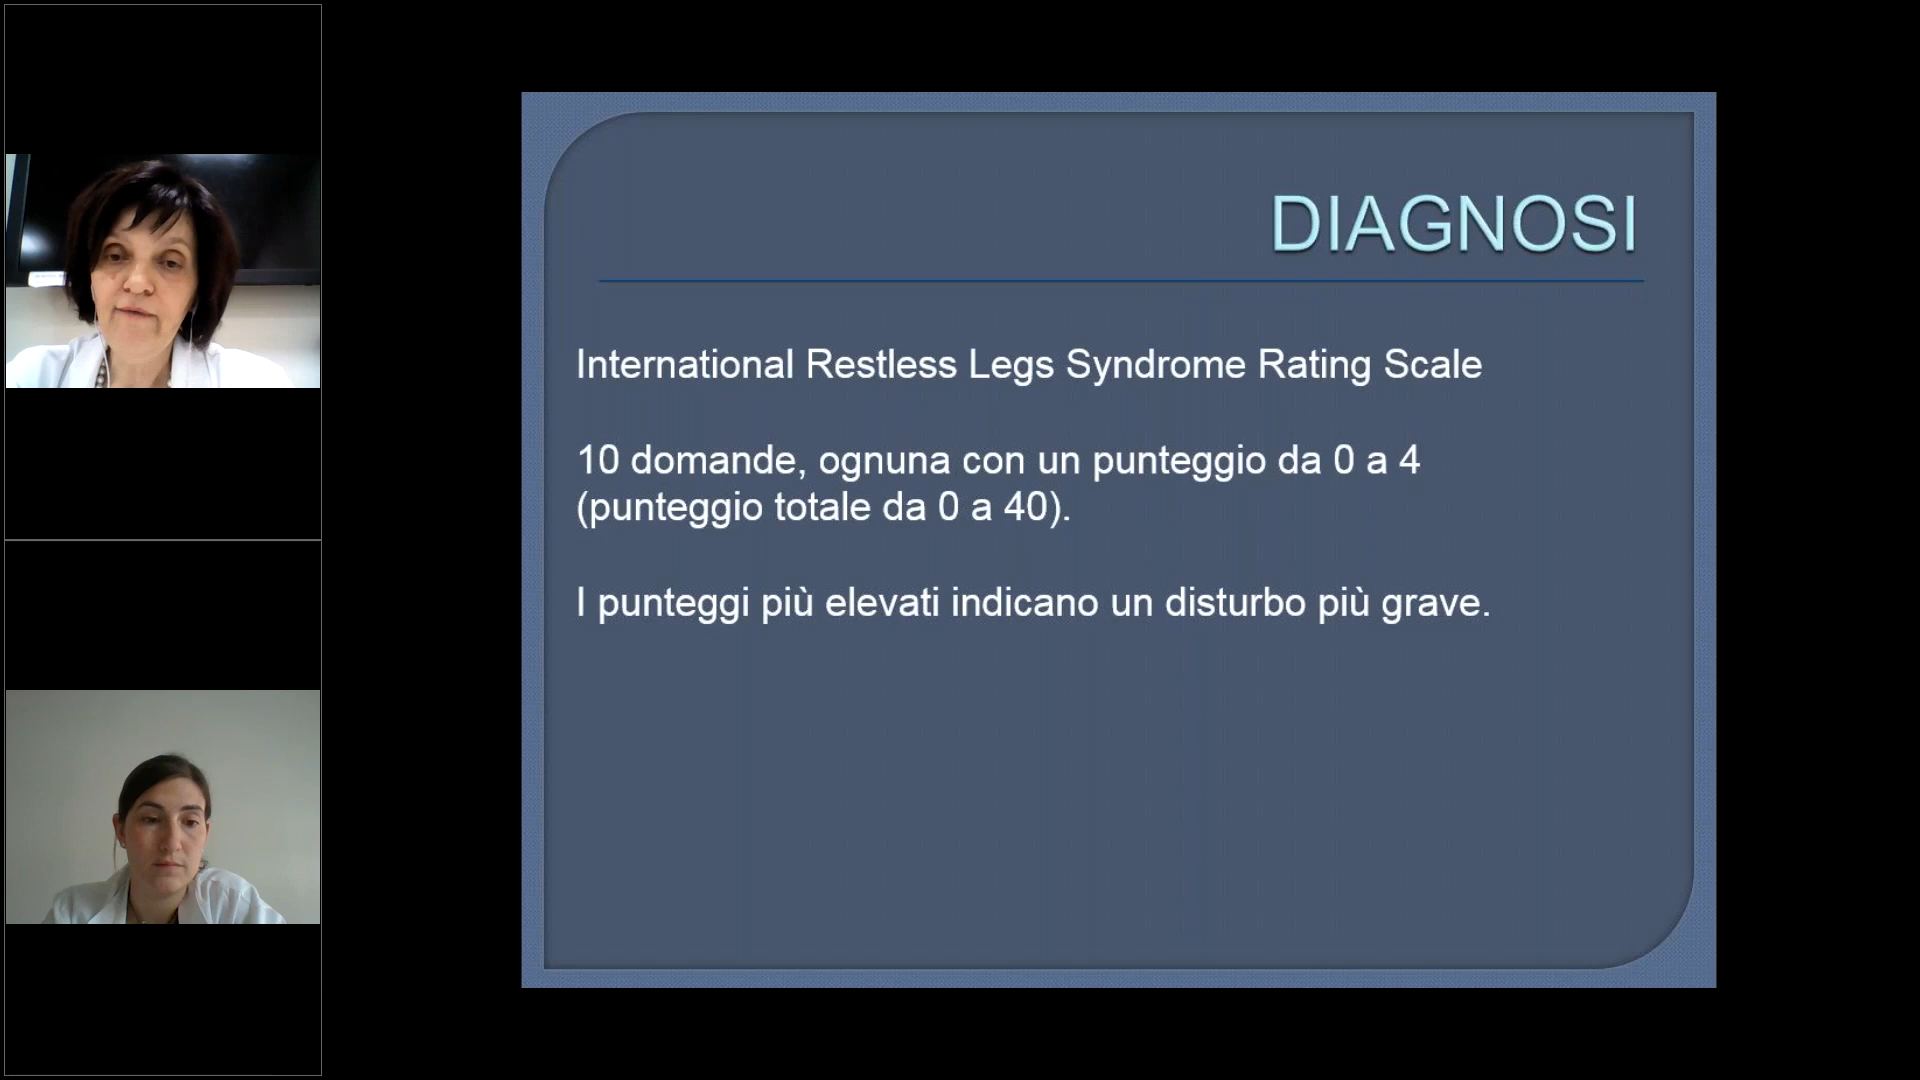 DIAGNOSI
International Restless Legs Syndrome Rating Scale
10 domande, ognuna con un punteggio da 0 a 4
(punteggio totale da 0 a 40).
I punteggi più elevati indicano un disturbo più grave.